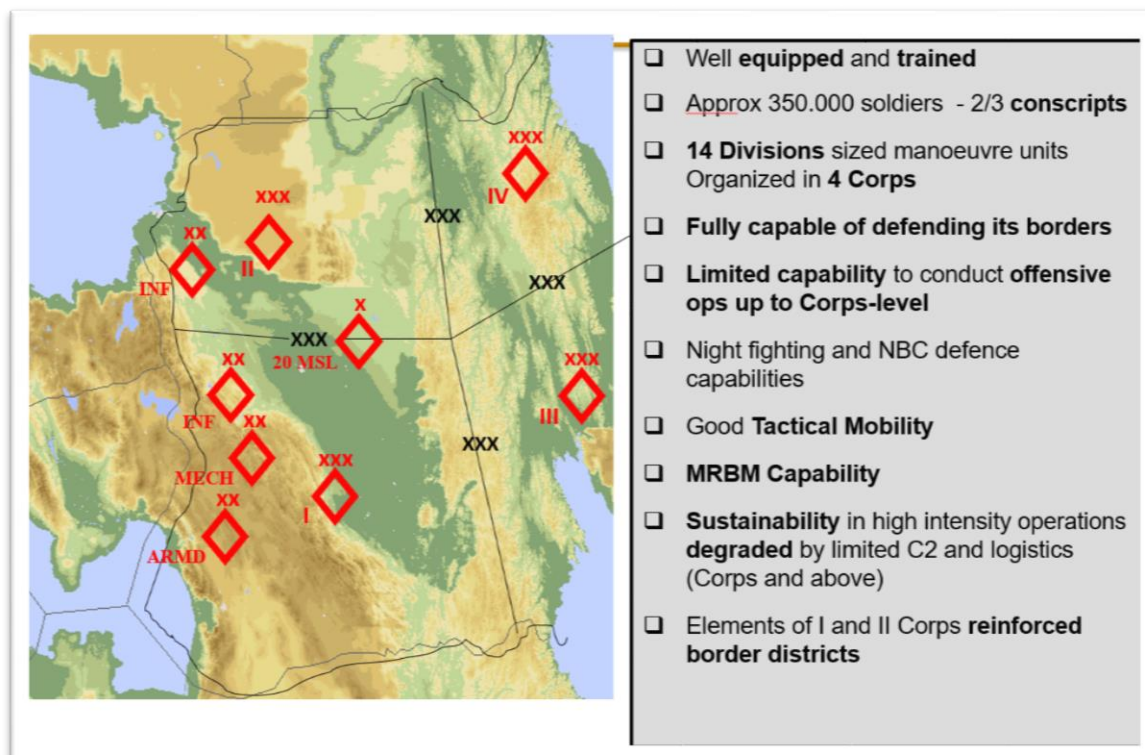 XXX
IV
XXX
XXX
XX
II
INF
XXX
X
XXX
20 MSL
XX
XXX
INF
III
XX
XXX
MECH
XXX
I
XX
ARMD
Well equipped and trained
Approx 350.000 soldiers - 2/3 conscripts
14 Divisions sized manoeuvre units
Organized in 4 Corps
Fully capable of defending its borders
Limited capability to conduct offensive
ops up to Corps-level
Night fighting and NBC defence
capabilities
Good Tactical Mobility
MRBM Capability
Sustainability in high intensity operations
degraded by limited C2 and logistics
(Corps and above)
Elements of I and II Corps reinforced
border districts